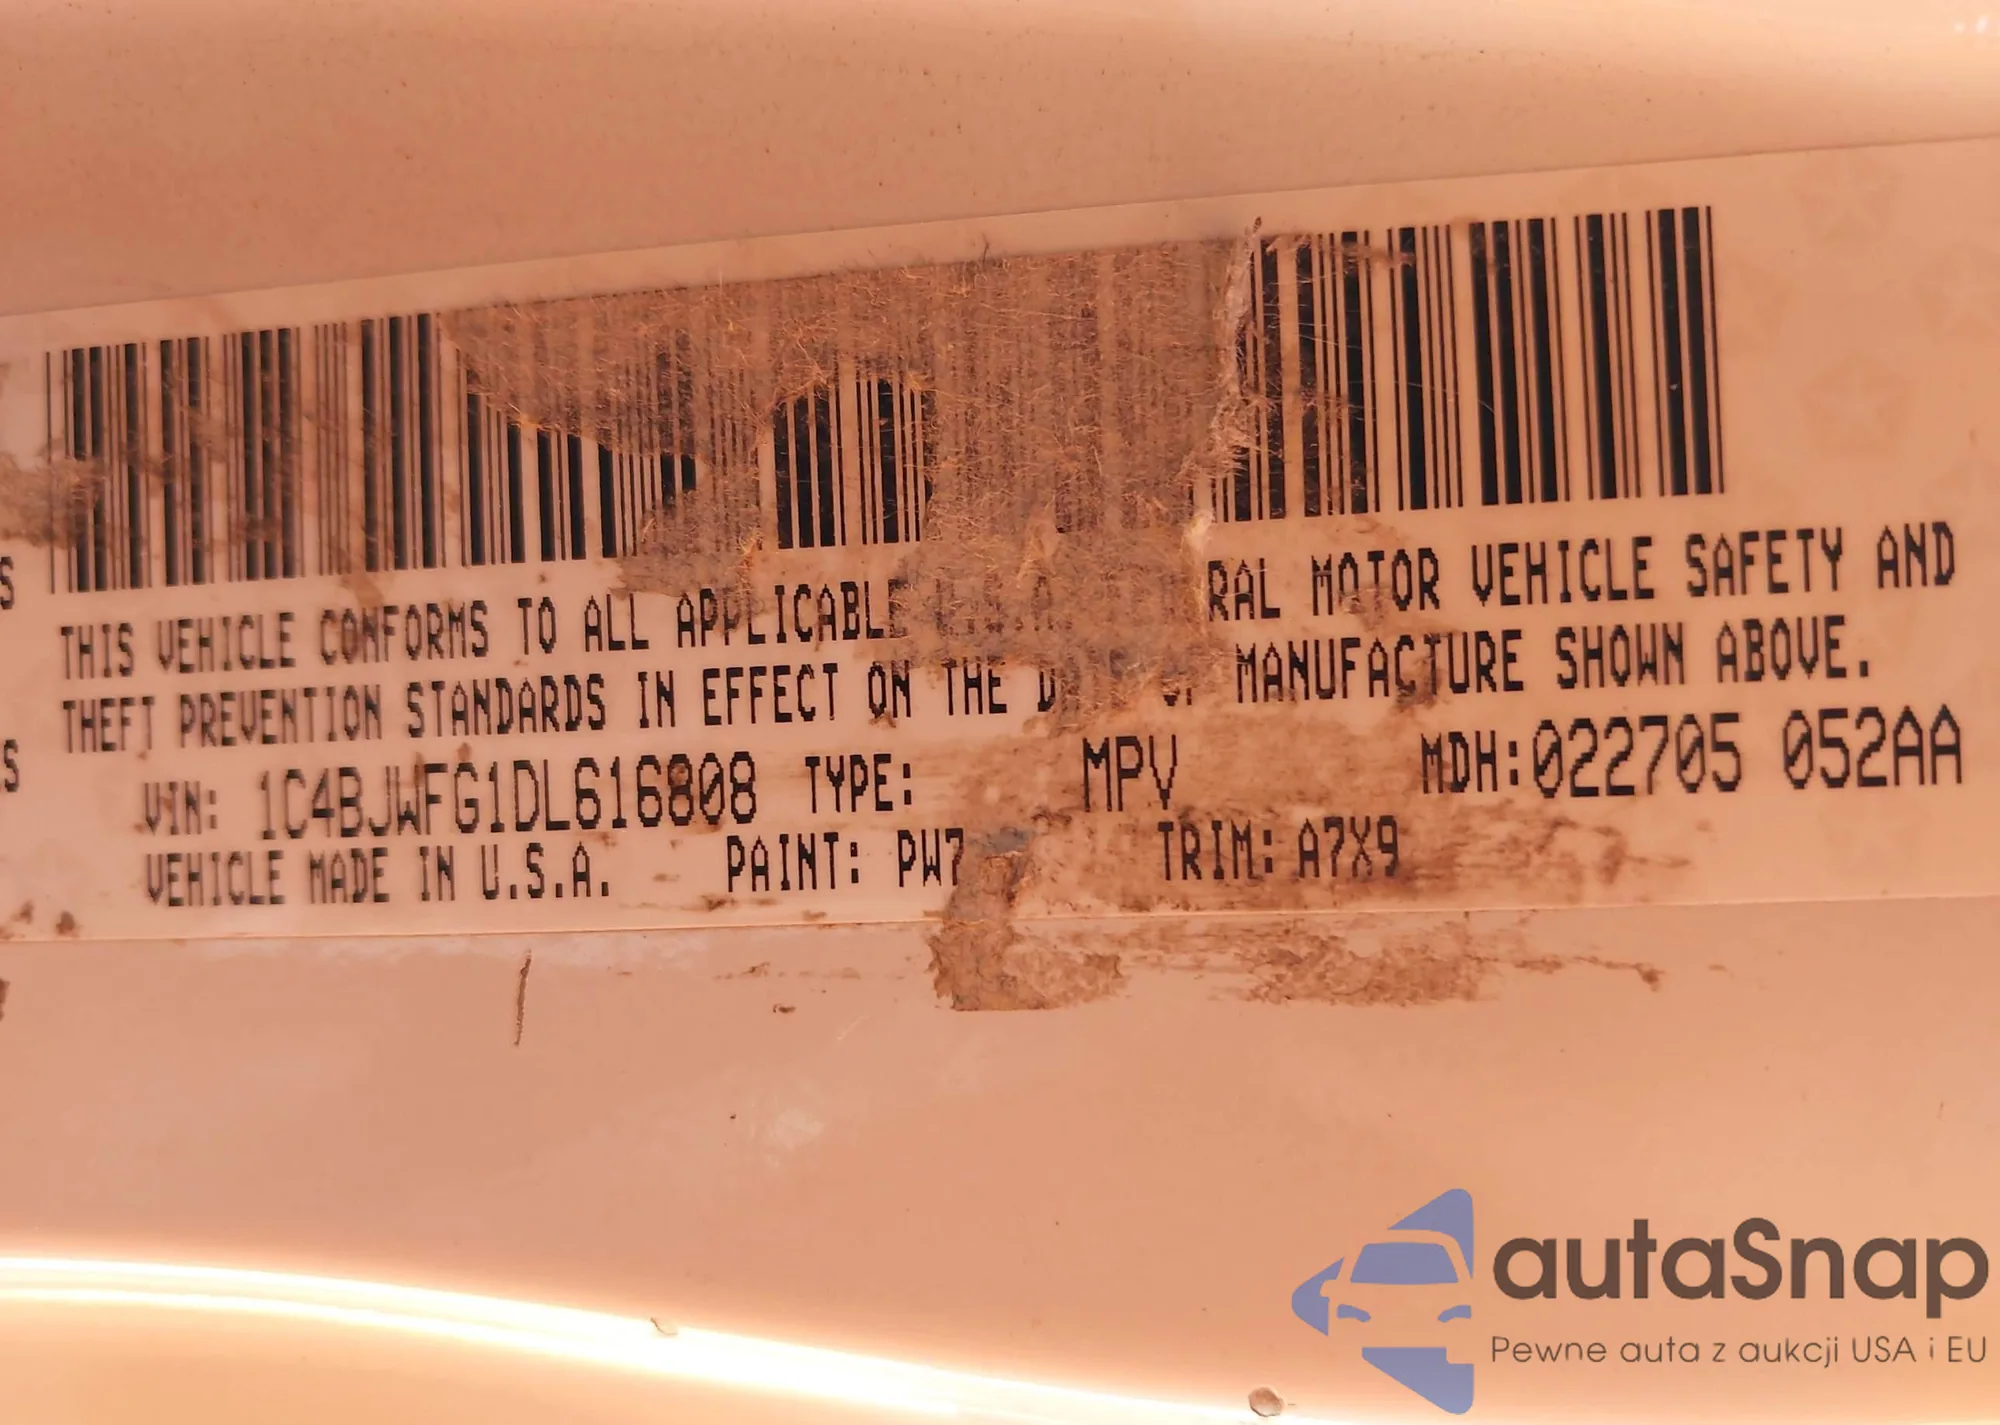 S
THIS VEHICLE CONFORMS TO ALL APPLICABLE RAL MOTOR VEHICLE SAFETY AND
THEFT PREVENTION STANDARDS IN EFFECT ON THE MANUFACTURE SHOWN ABOVE.
S
VIN: 1C4BJWFG1DL616808 TYPE: MPV MDH:022705 052AA
VEHICLE MADE IN U.S.A. PAINT: PW7 TRIM: A7X9
autaSnap
Pewne auta z aukcji USA i EU